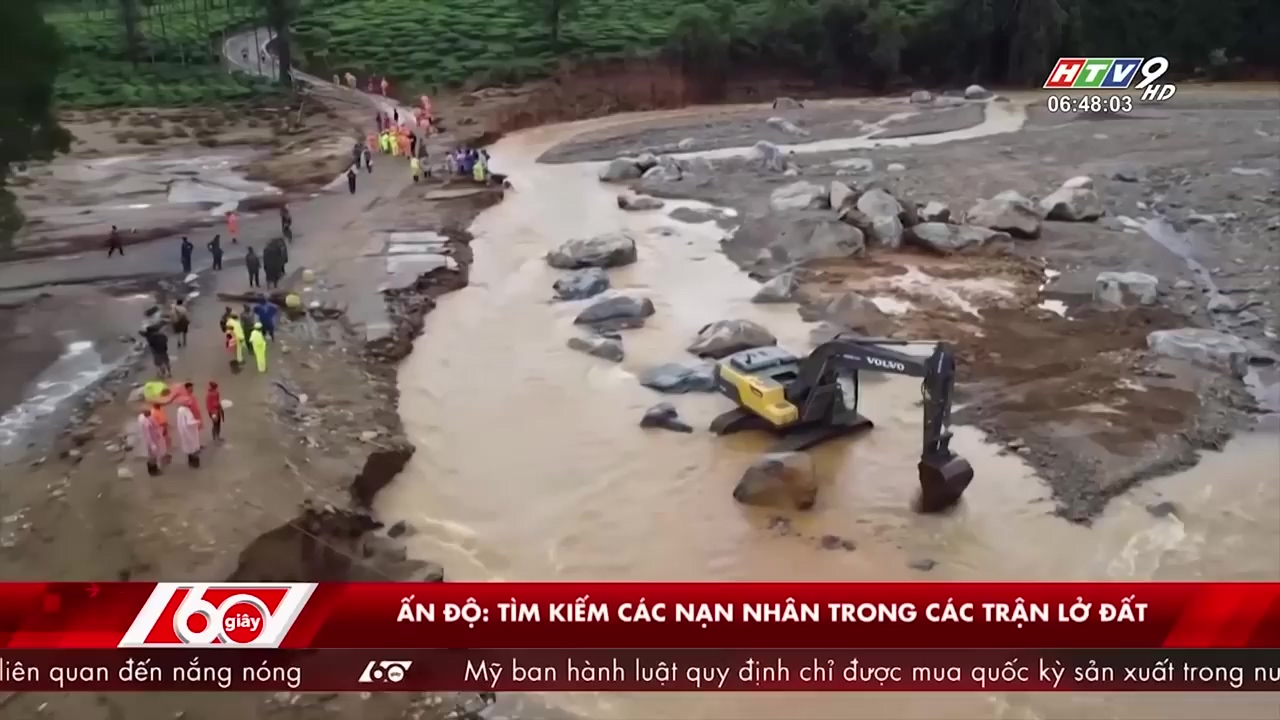 HTV9 HD
06:48:03
VOLVO
60 giây
ẤN ĐỘ: TÌM KIẾM CÁC NẠN NHÂN TRONG CÁC TRẬN LỞ ĐẤT
liên quan đến nắng nóng 60 Mỹ ban hành luật quy định chỉ được mua quốc kỳ sản xuất trong